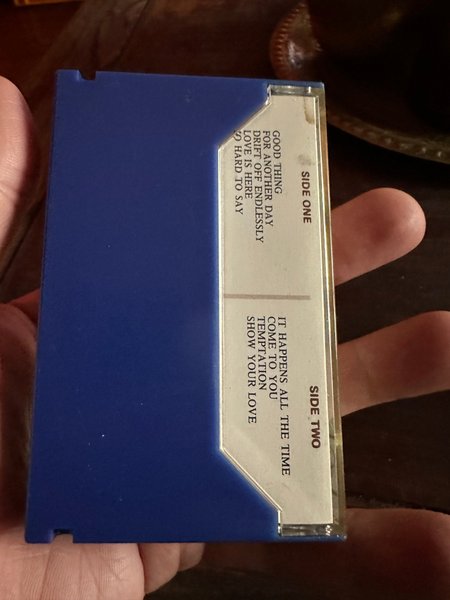 SIDE ONE
GOOD THING
FOR ANOTHER DAY
DRIFT OFF ENDLESSLY
LOVE IS HERE
HARD TO SAY
SIDE TWO
IT HAPPENS ALL THE TIME
COME TO YOU
TEMPTATION
SHOW YOUR LOVE